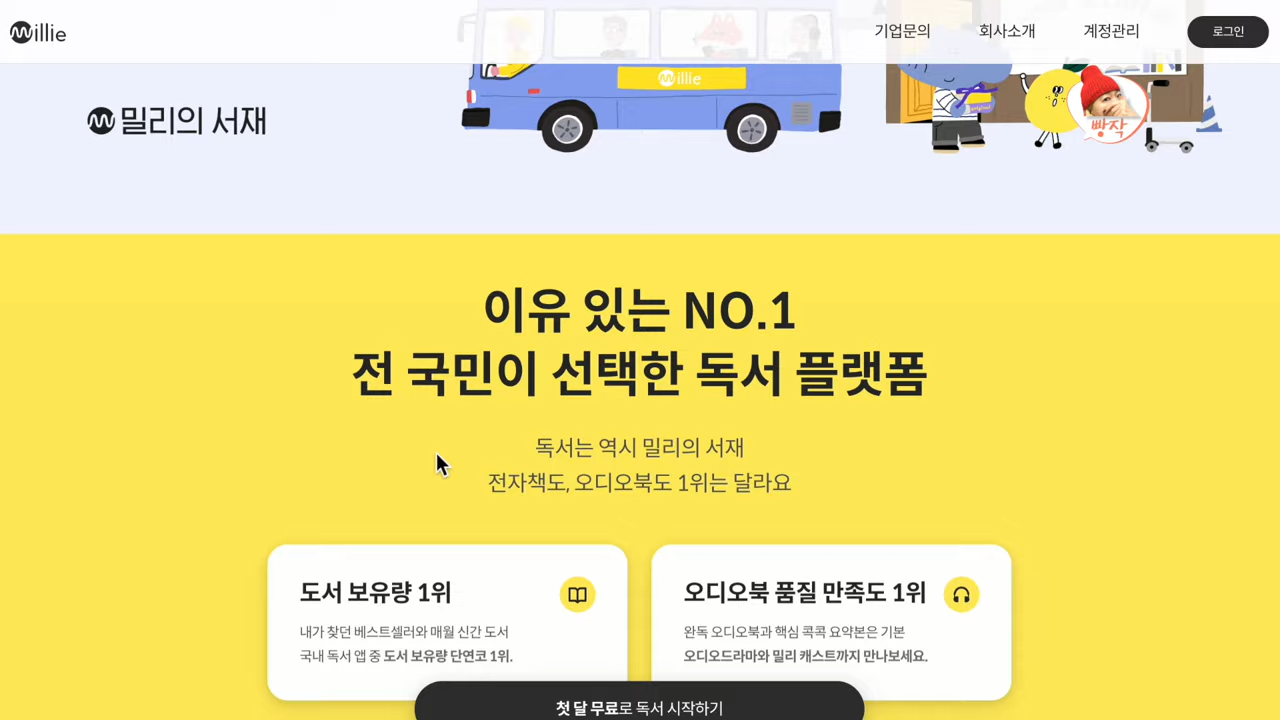 millie
기업문의
회사소개
계정관리
로그인
millie
밀리의 서재
빵작
이유 있는 NO.1
전 국민이 선택한 독서 플랫폼
독서는 역시 밀리의 서재
전자책도, 오디오북도 1위는 달라요
도서 보유량 1위
내가 찾던 베스트셀러와 매월 신간 도서
국내 독서 앱 중 도서 보유량 단연코 1위.
오디오북 품질 만족도 1위
완독 오디오북과 핵심 콕콕 요약본은 기본
오디오드라마와 밀리 캐스트까지 만나보세요.
첫 달 무료로 독서 시작하기